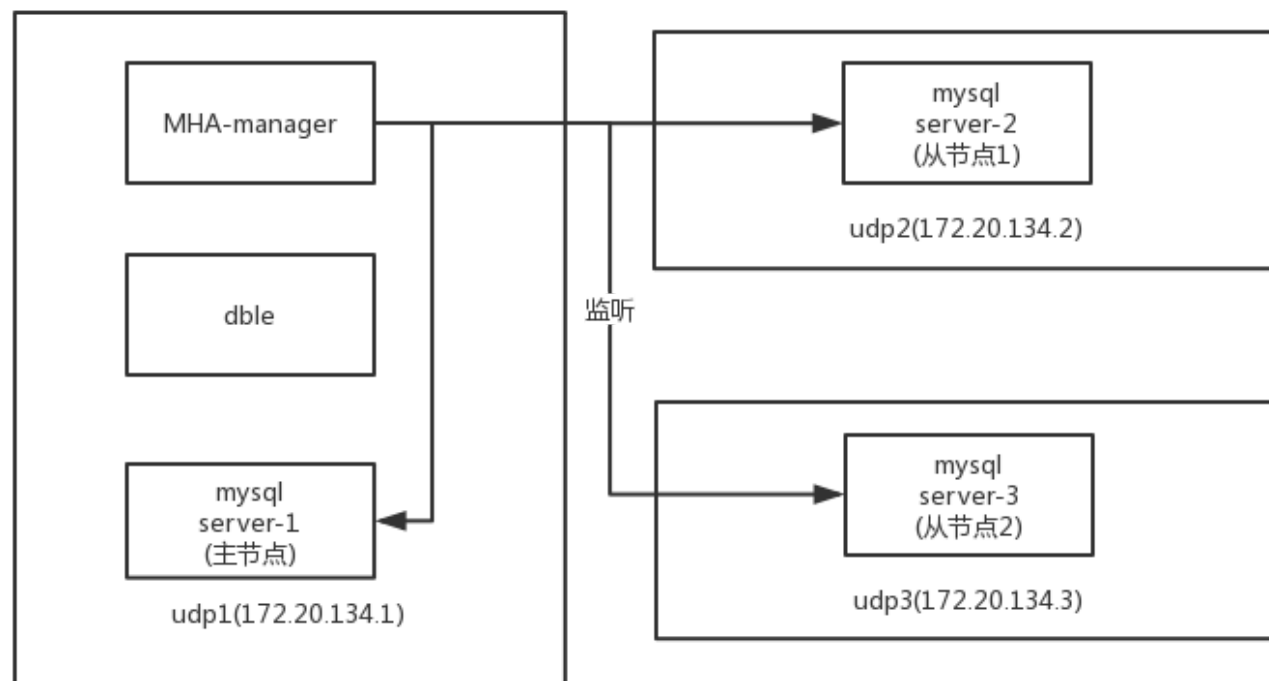 MHA-manager
dble
mysql
server-1
(主节点)
udp1(172.20.134.1)
监听
mysql
server-2
(从节点1)
udp2(172.20.134.2)
mysql
server-3
(从节点2)
udp3(172.20.134.3)